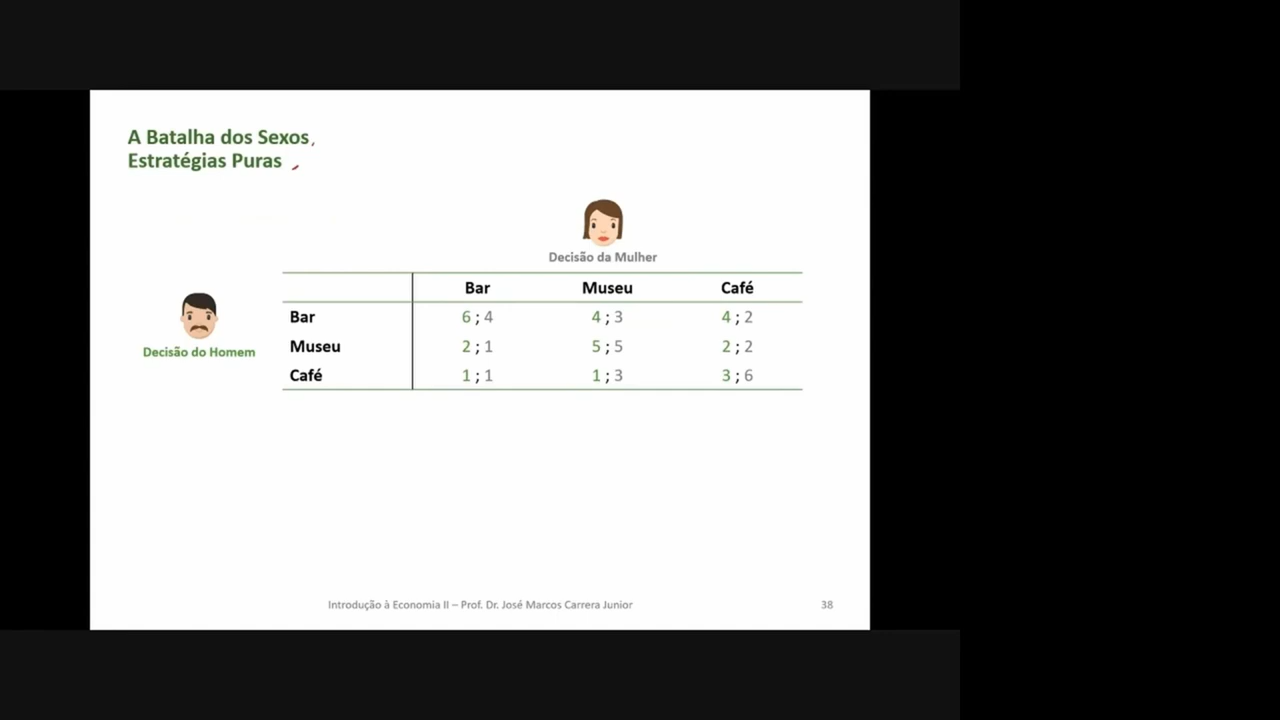 A Batalha dos Sexos,
Estratégias Puras
Decisão da Mulher
Bar Museu Café
Decisão do Homem
Bar 6 ; 4 4 ; 3 4 ; 2
Museu 2 ; 1 5 ; 5 2 ; 2
Café 1 ; 1 1 ; 3 3 ; 6
Introdução à Economia II – Prof. Dr. José Marcos Carrera Junior 38